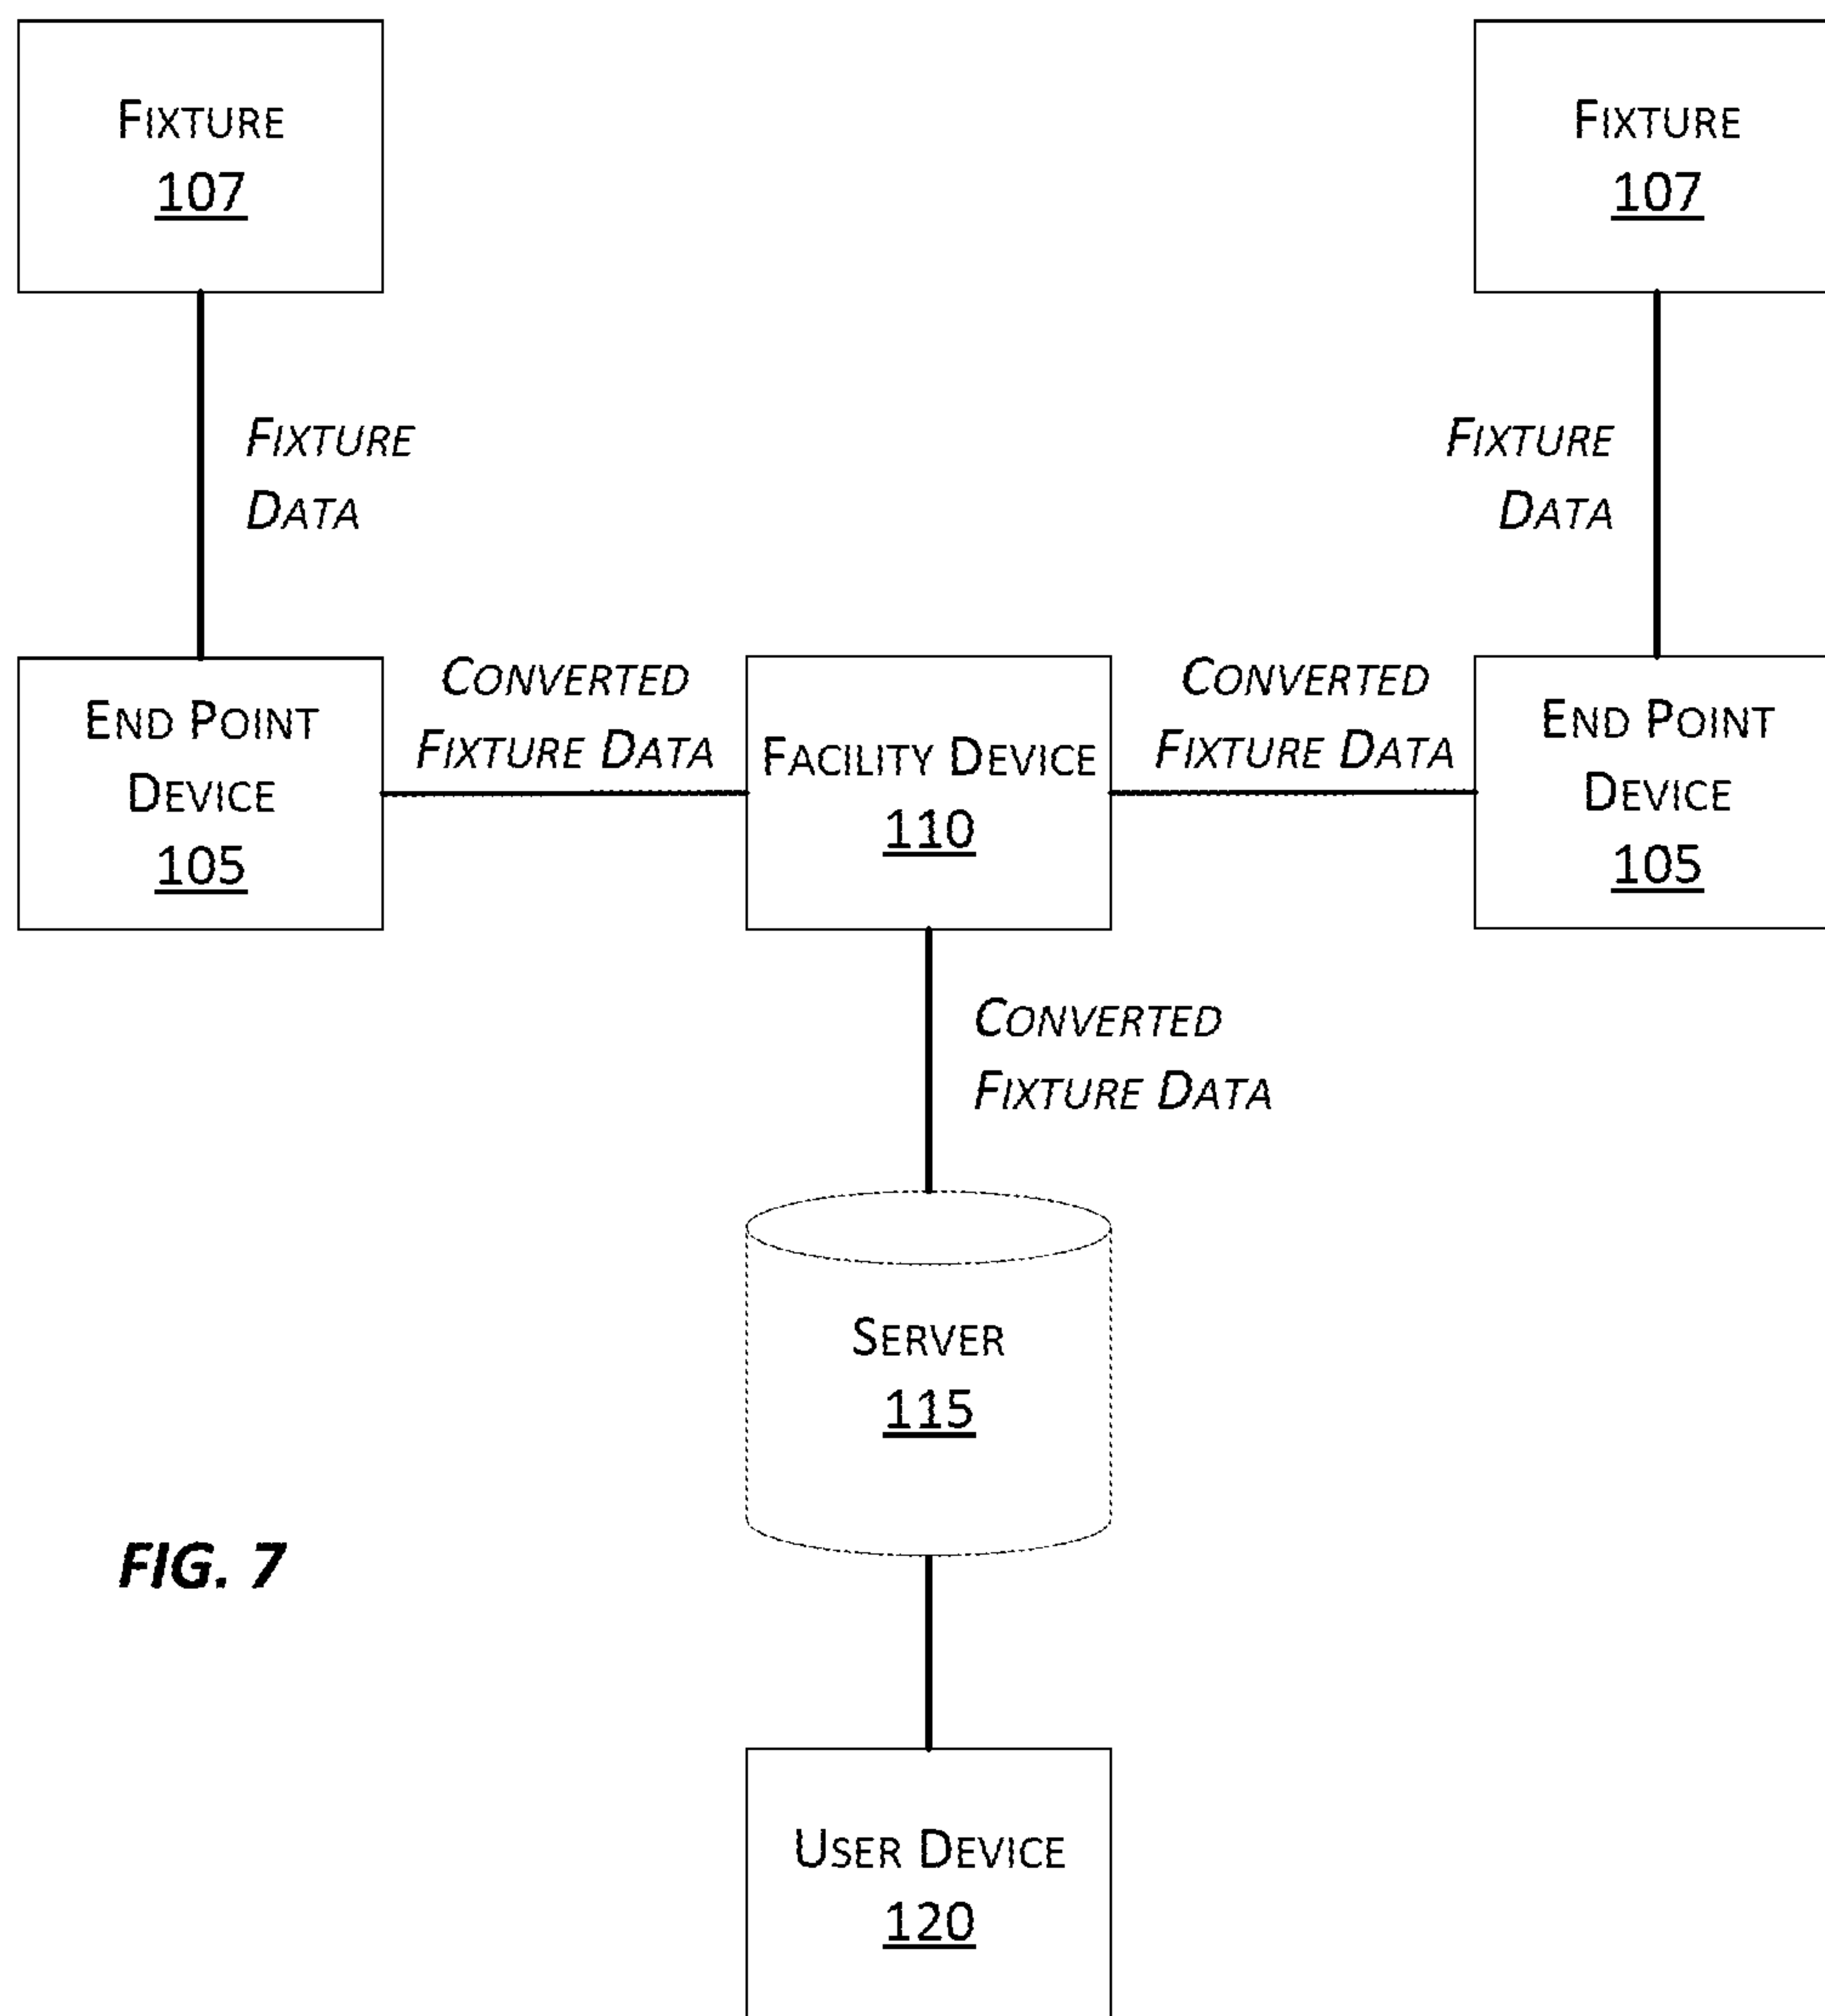 FIXTURE
107
FIXTURE
107
FIXTURE
DATA
FIXTURE
DATA
END POINT
DEVICE
105
CONVERTED
FIXTURE DATA
FACILITY DEVICE
110
CONVERTED
FIXTURE DATA
END POINT
DEVICE
105
CONVERTED
FIXTURE DATA
SERVER
115
FIG. 7
USER DEVICE
120